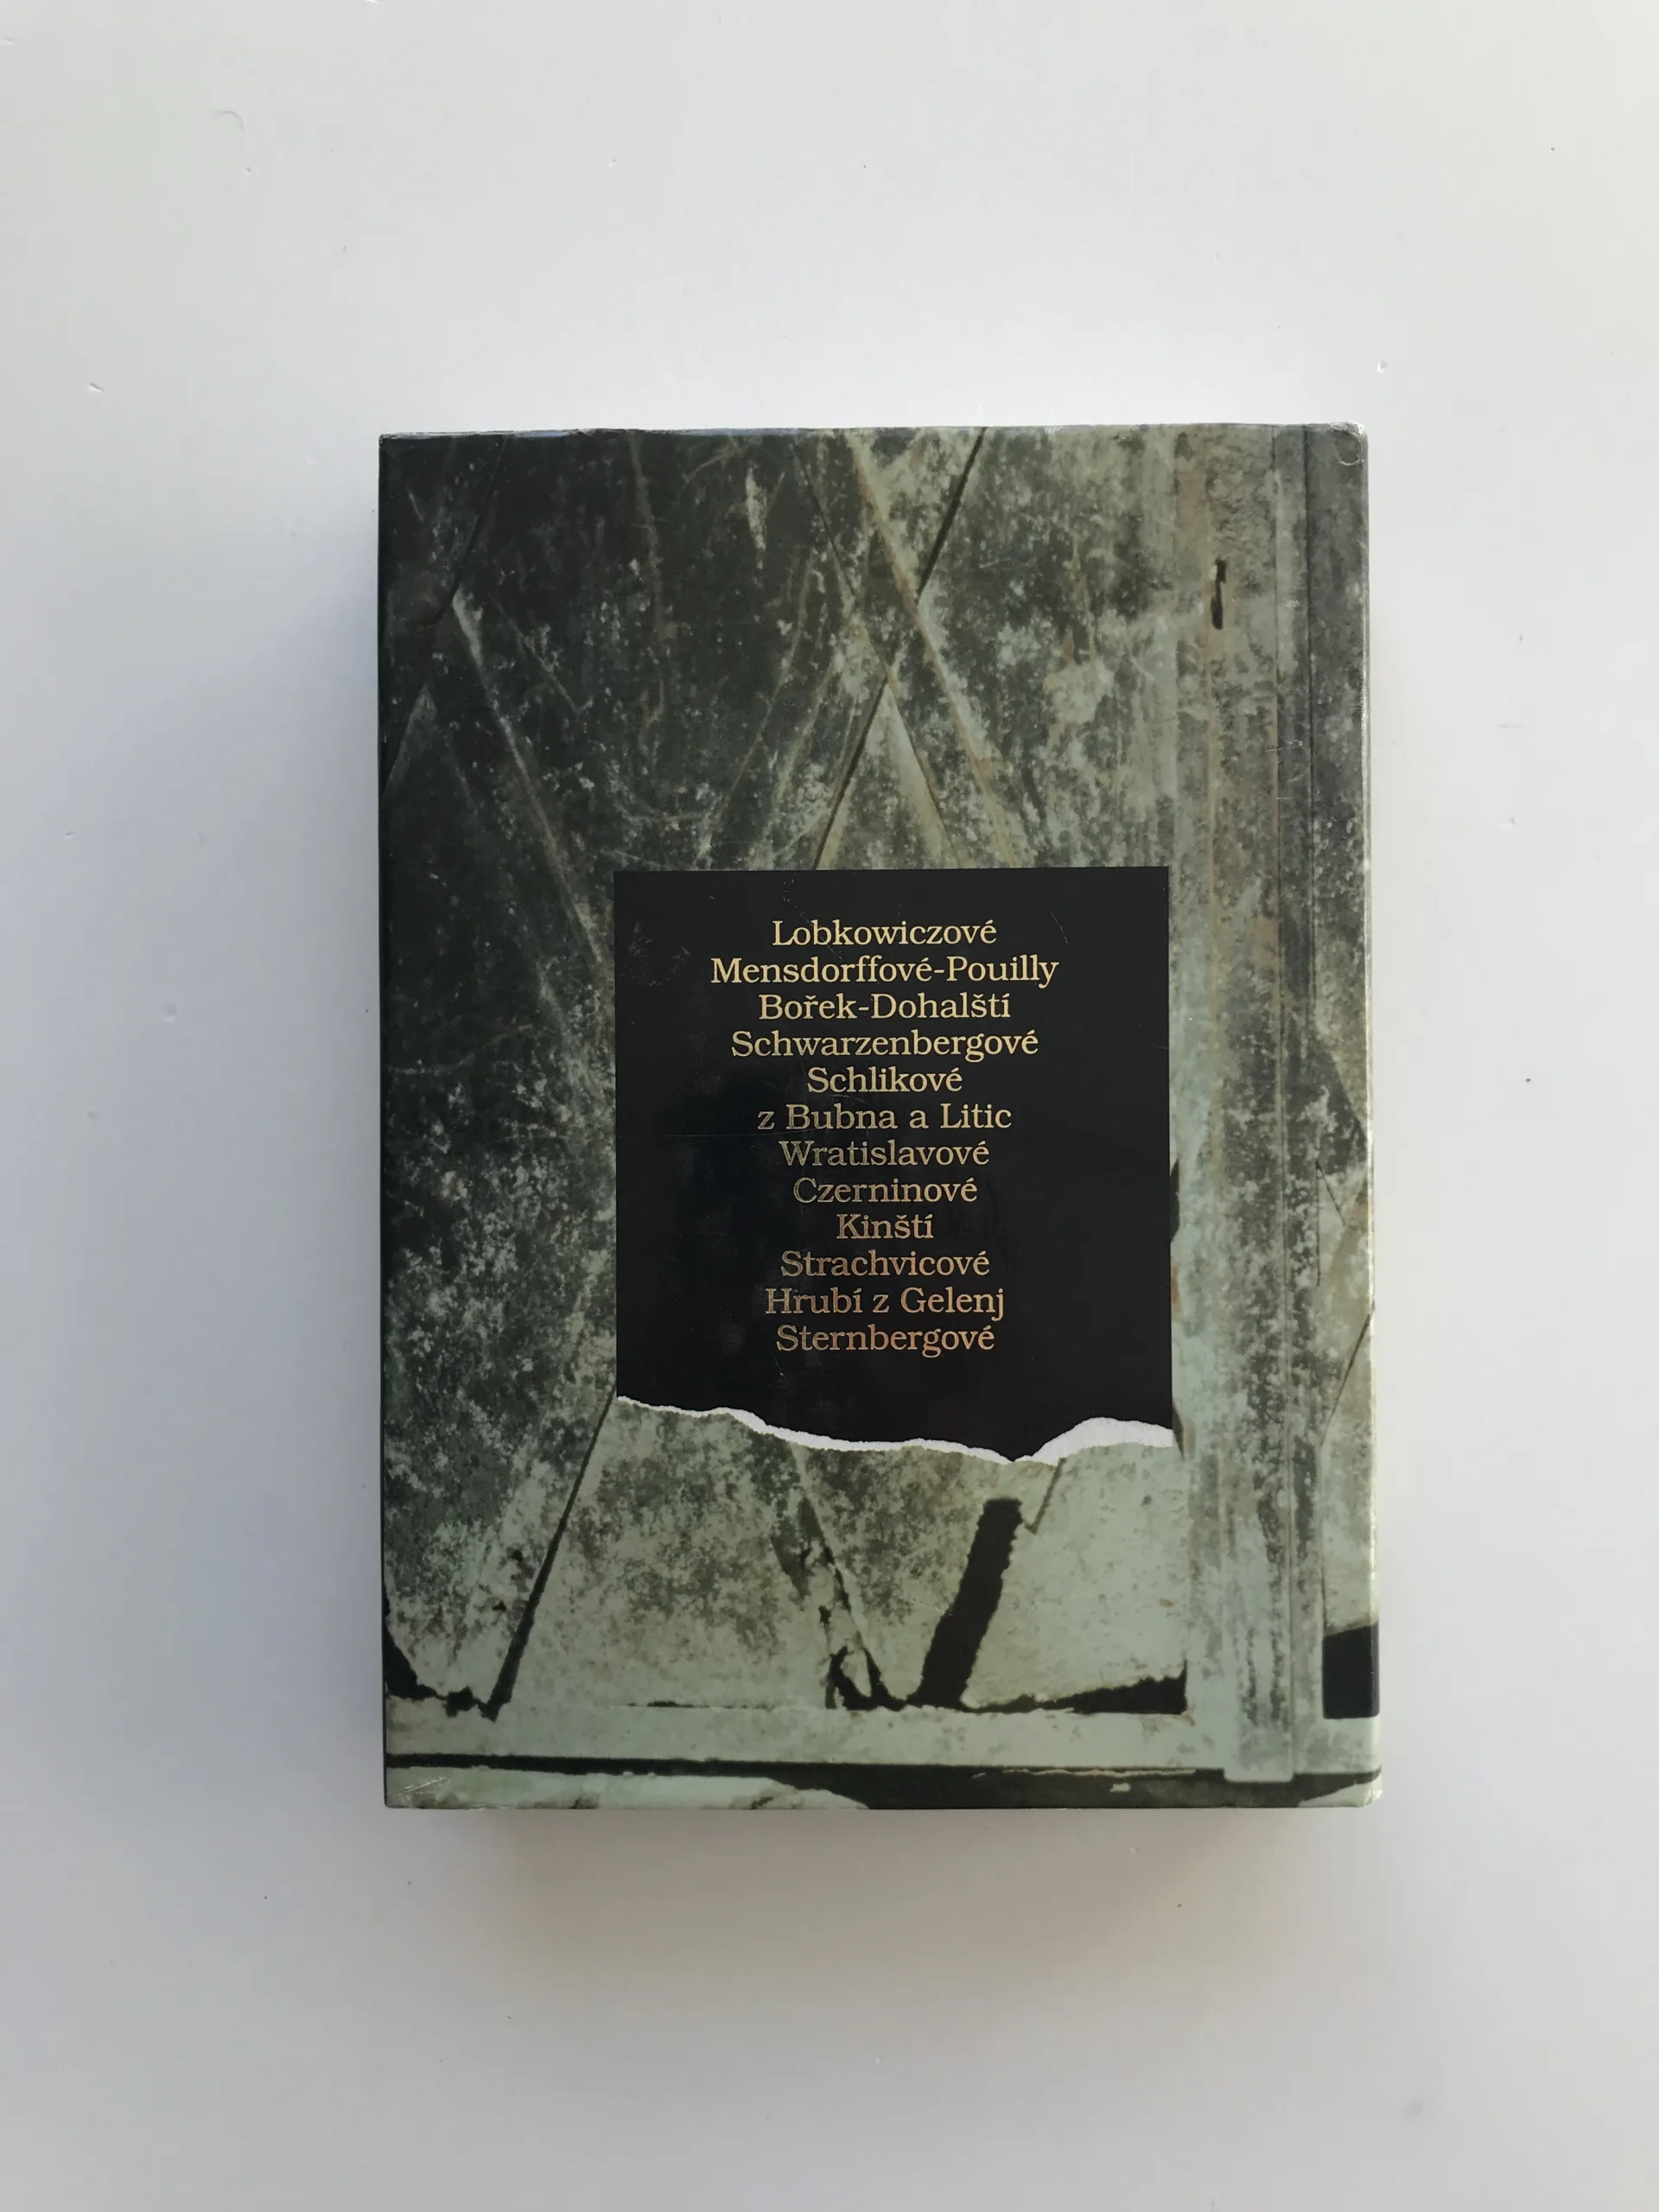 Lobkowiczové
Mensdorffové-Pouilly
Bořek-Dohalští
Schwarzenbergové
Schlikové
z Bubna a Litic
Wratislavové
Czerninové
Kinští
Strachvicové
Hrubí z Gelenj
Sternbergové